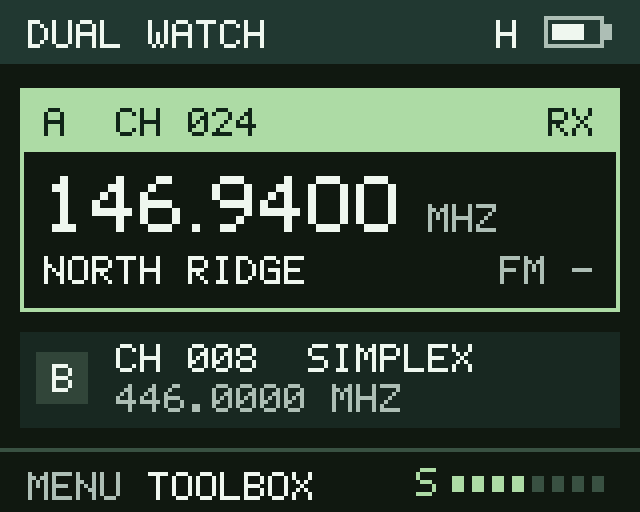 DUAL WATCH H
A CH 024 RX
146.9400 MHZ
NORTH RIDGE FM -
B CH 008 SIMPLEX
446.0000 MHZ
MENU TOOLBOX S